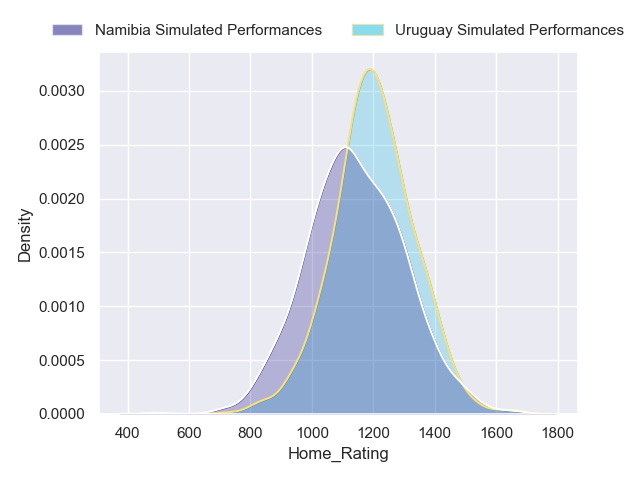 Namibia Simulated Performances Uruguay Simulated Performances
0.0030
0.0025
0.0020
0.0015
0.0010
0.0005
0.0000
Density
400 600 800 1000 1200 1400 1600 1800
Home_Rating